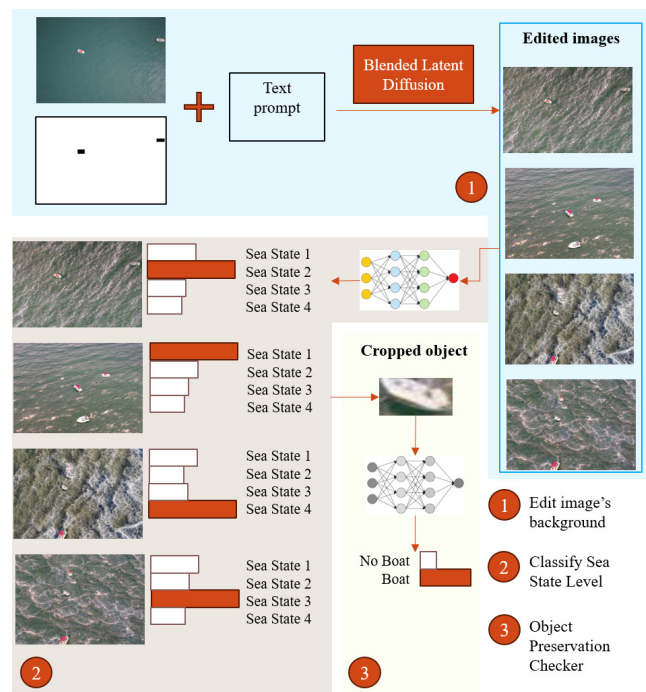 Edited images
Blended Latent
Diffusion
Text
prompt
1
Sea State 1
Sea State 2
Sea State 3
Sea State 4
Sea State 1
Sea State 2
Sea State 3
Sea State 4
Sea State 1
Sea State 2
Sea State 3
Sea State 4
Sea State 1
Sea State 2
Sea State 3
Sea State 4
2
Cropped object
No Boat
Boat
3
1
Edit image's
background
2
Classify Sea
State Level
3
Object
Preservation
Checker